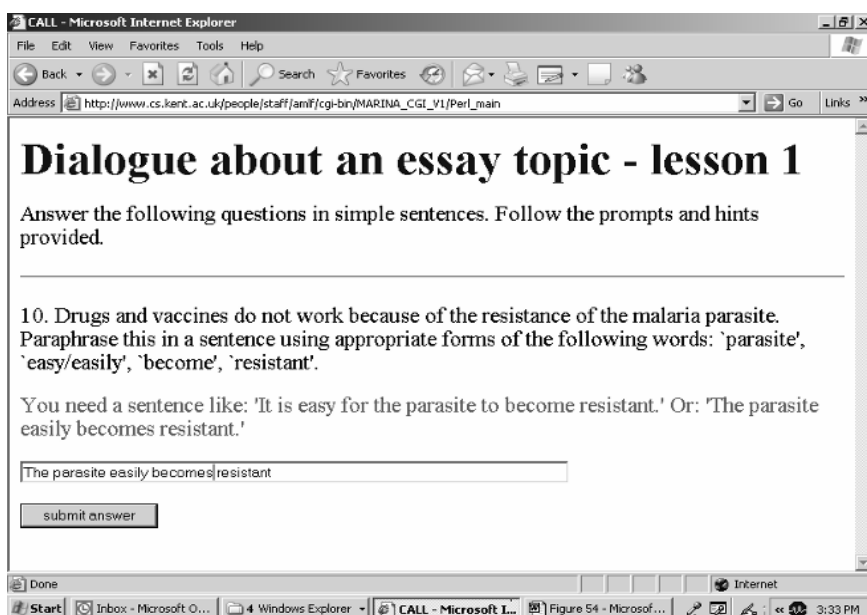 CALL - Microsoft Internet Explorer
File Edit View Favorites Tools Help
Back Search Favorites
Address http://www.cs.kent.ac.uk/people/staff/amlf/cgi-bin/MARINA_CGI_V1/Perl_main Go Links »
Dialogue about an essay topic - lesson 1
Answer the following questions in simple sentences. Follow the prompts and hints
provided.
10. Drugs and vaccines do not work because of the resistance of the malaria parasite.
Paraphrase this in a sentence using appropriate forms of the following words: `parasite',
`easy/easily', `become', `resistant'.
You need a sentence like: 'It is easy for the parasite to become resistant.' Or: 'The parasite
easily becomes resistant.'
The parasite easily becomes resistant
submit answer
Done Internet
Start Inbox - Microsoft O... 4 Windows Explorer CALL - Microsoft I... Figure 54 - Microsof... « 3:33 PM